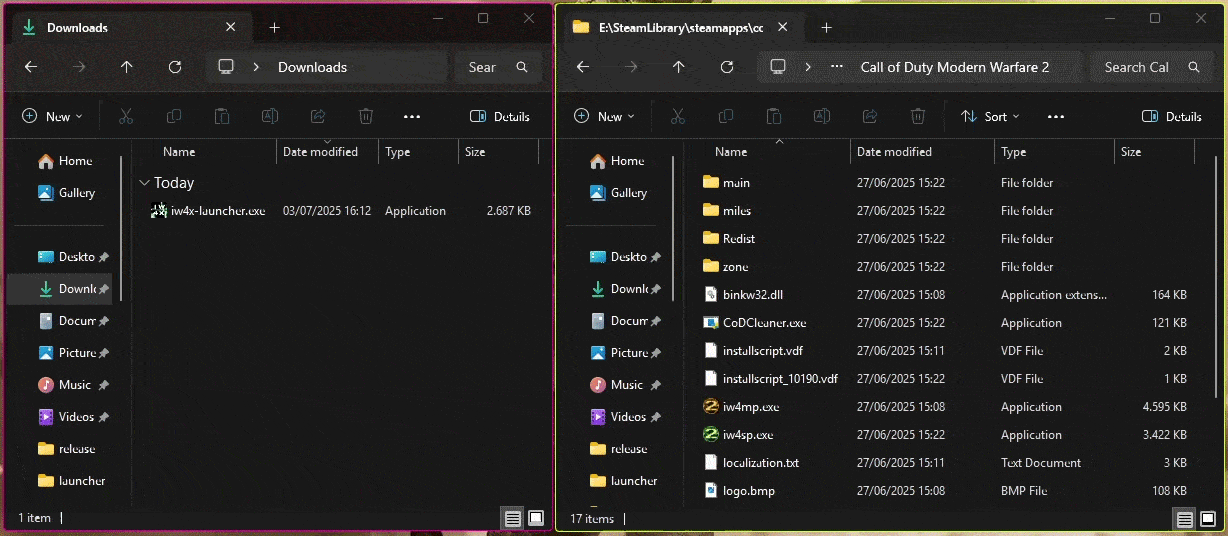 Downloads
Downloads
Sear
New
Details
Name Date modified Type Size
Home
Gallery
Deskto
Downlo
Docum
Picture
Music
Videos
release
launcher
Today
iw4x-launcher.exe 03/07/2025 16:12 Application 2.687 KB
1 item
E:\SteamLibrary\steamapps\cc
Call of Duty Modern Warfare 2
Search Cal
New
Sort
Details
Name Date modified Type Size
Home
Gallery
Deskto
Downlo
Docum
Picture
Music
Videos
release
launcher
main 27/06/2025 15:22 File folder
miles 27/06/2025 15:22 File folder
Redist 27/06/2025 15:22 File folder
zone 27/06/2025 15:22 File folder
binkw32.dll 27/06/2025 15:08 Application extens... 164 KB
CoDCleaner.exe 27/06/2025 15:22 Application 121 KB
installscript.vdf 27/06/2025 15:11 VDF File 2 KB
installscript_10190.vdf 27/06/2025 15:22 VDF File 1 KB
iw4mp.exe 27/06/2025 15:08 Application 4.595 KB
iw4sp.exe 27/06/2025 15:22 Application 3.422 KB
localization.txt 27/06/2025 15:11 Text Document 3 KB
logo.bmp 27/06/2025 15:08 BMP File 108 KB
17 items